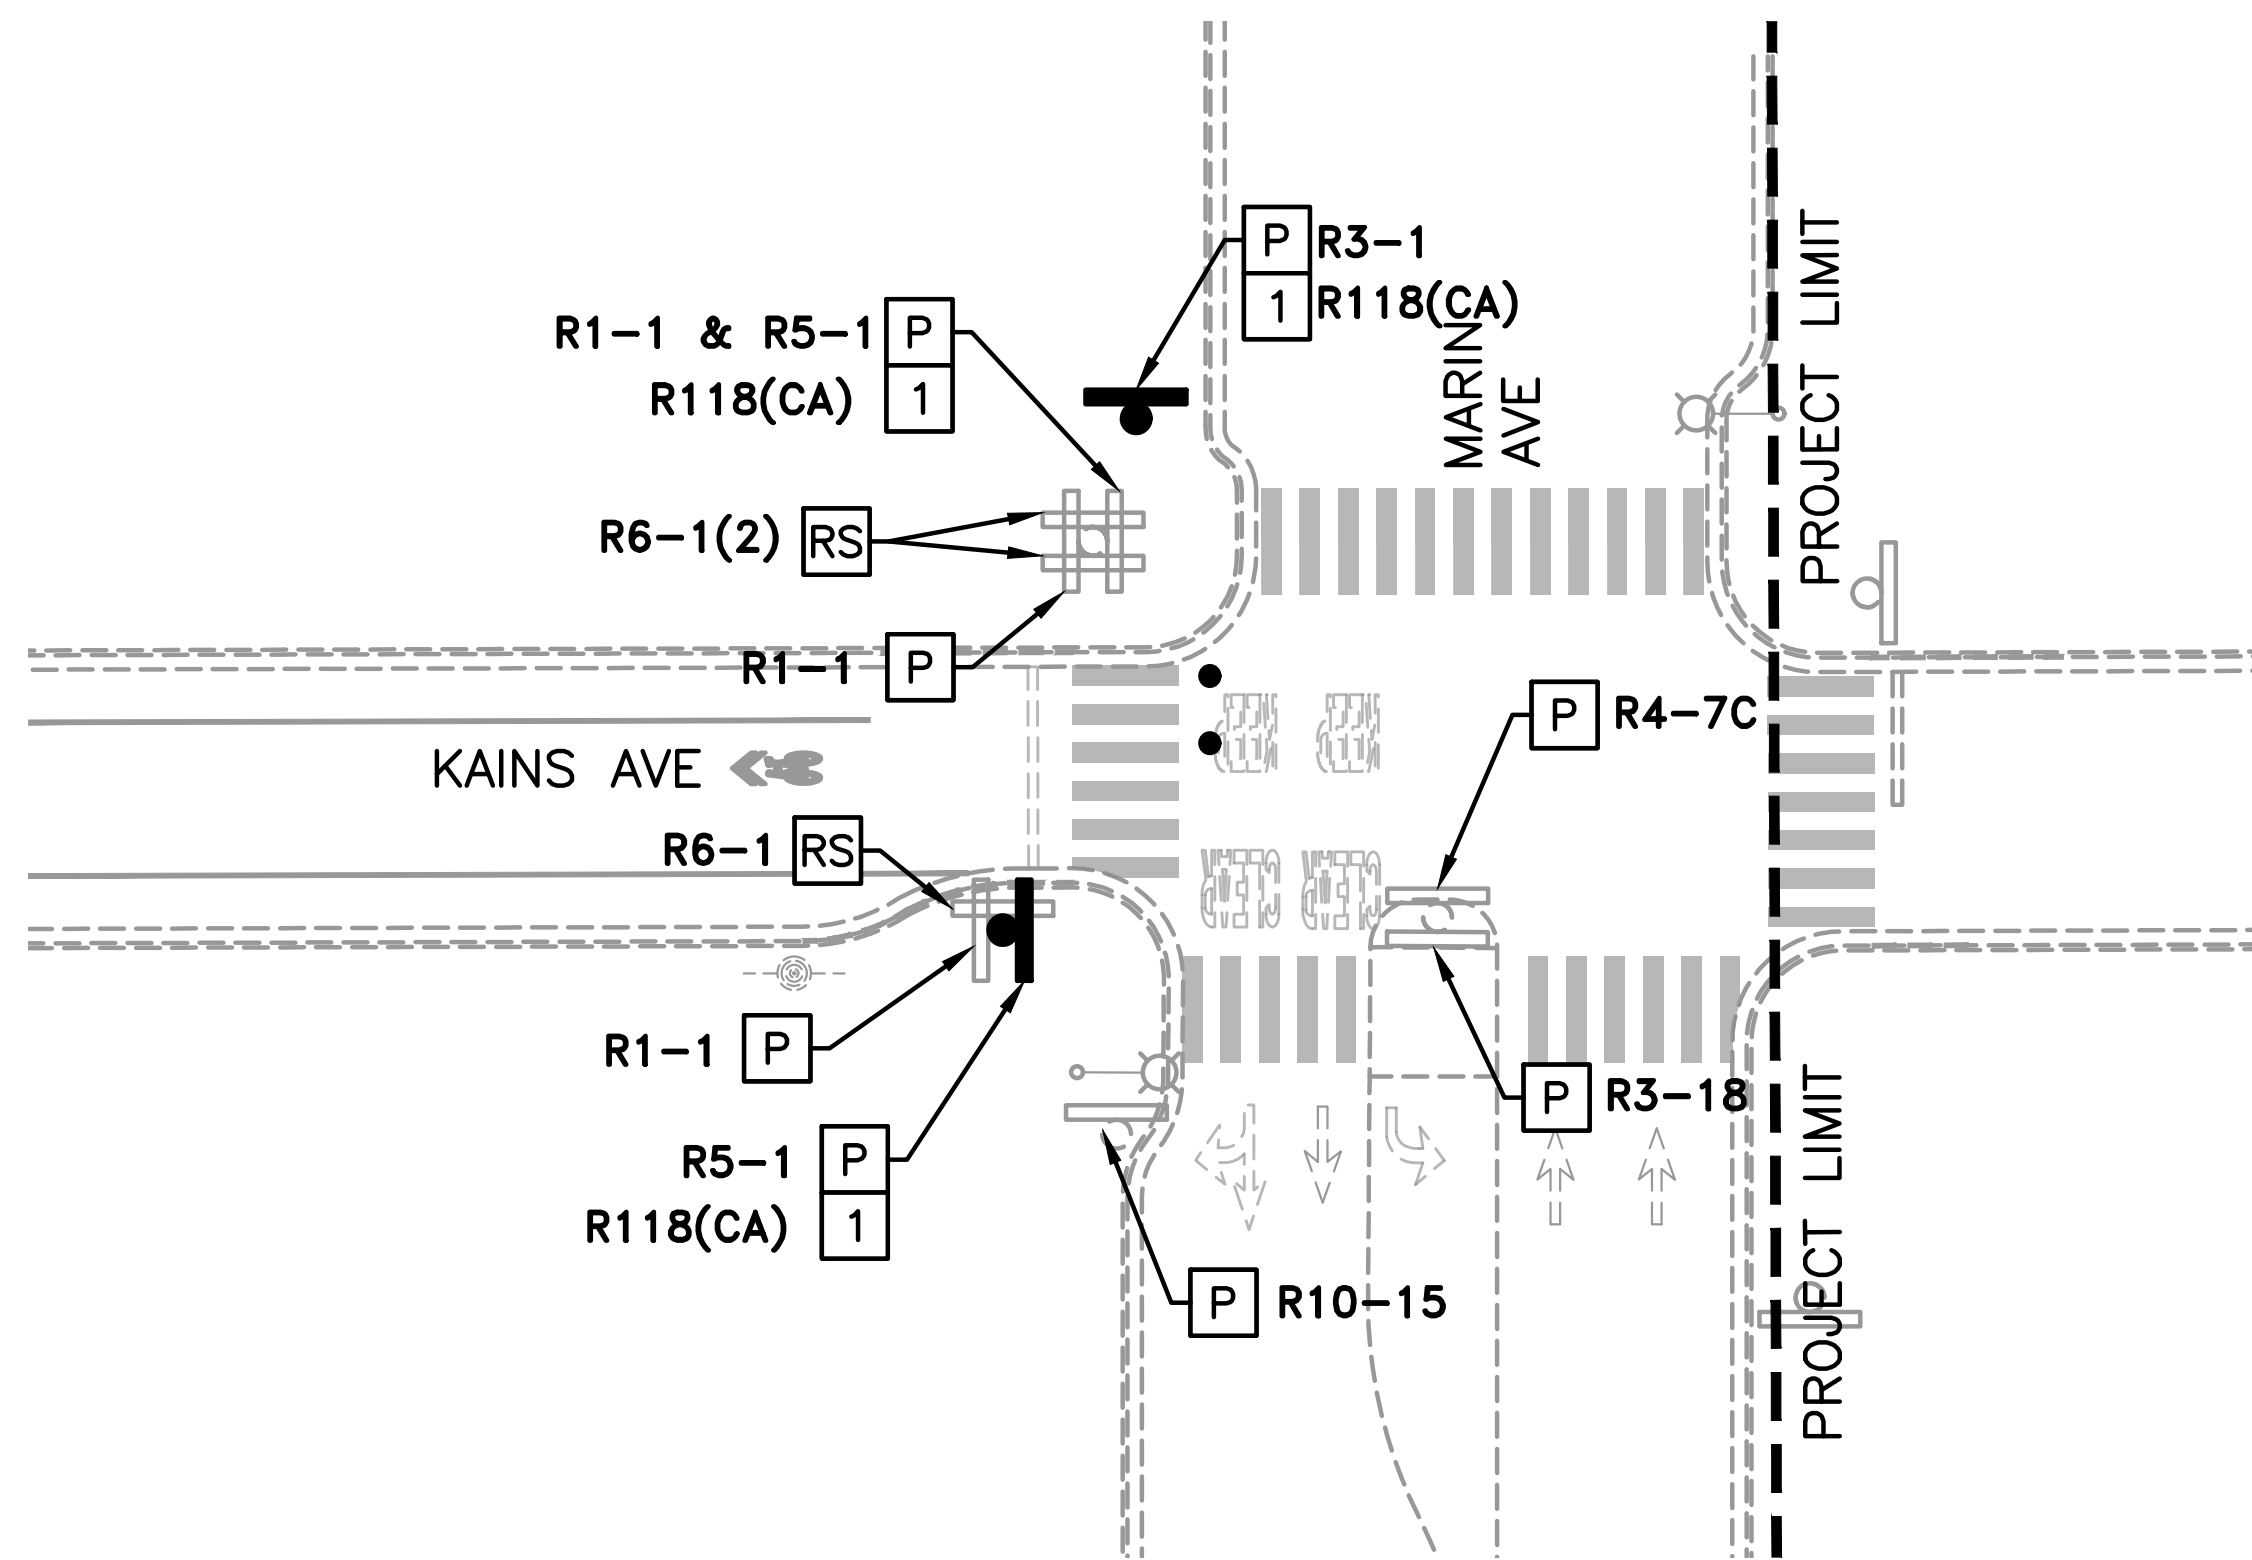 P R3-1
1 R118(CA)
R1-1 & R5-1 P
R118(CA) 1
MARIN
AVE
PROJECT LIMIT
R6-1(2) RS
R1-1 P
P R4-7C
KAINS AVE
R6-1 RS
R1-1 P
P R3-18
R5-1 P
R118(CA) 1
PROJECT LIMIT
P R10-15